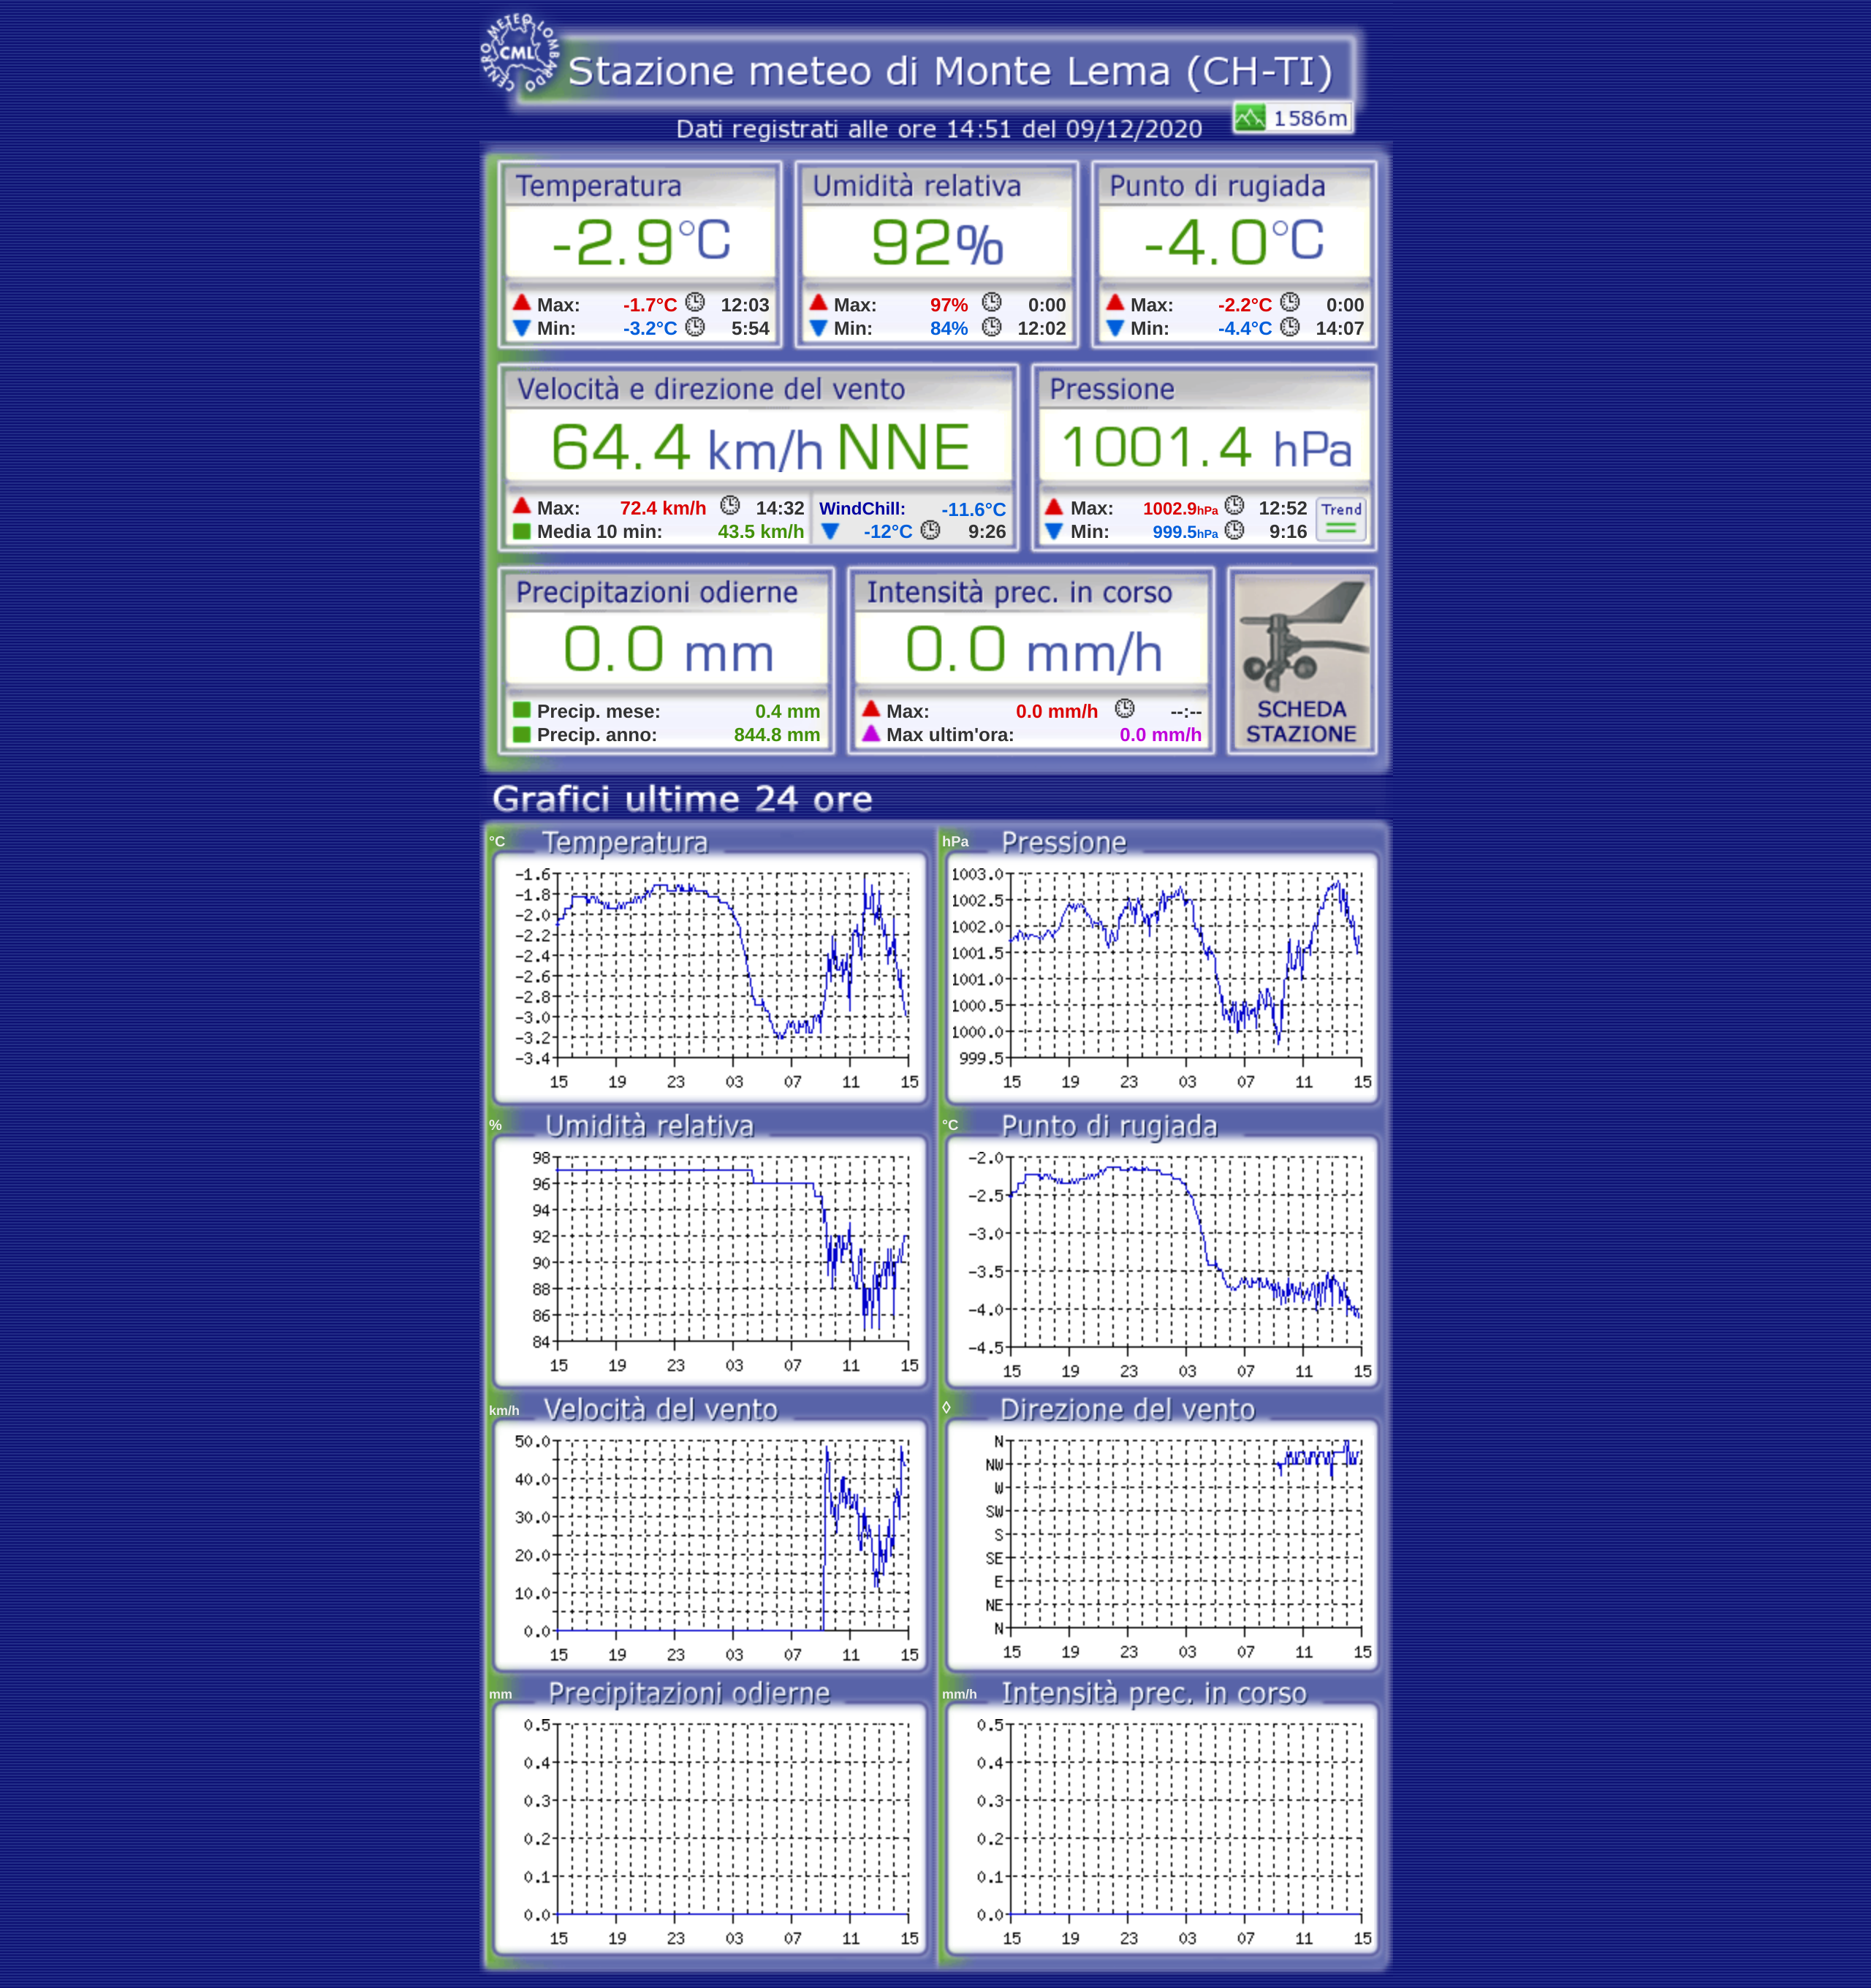 CENTRO METEO LOMBARDO
CML
Stazione meteo di Monte Lema (CH-TI)
1586m
Dati registrati alle ore 14:51 del 09/12/2020
Temperatura
-2.9°C
Max: -1.7°C 12:03
Min: -3.2°C 5:54
Umidità relativa
92%
Max: 97% 0:00
Min: 84% 12:02
Punto di rugiada
-4.0°C
Max: -2.2°C 0:00
Min: -4.4°C 14:07
Velocità e direzione del vento
64.4 km/h NNE
Max: 72.4 km/h 14:32
Media 10 min: 43.5 km/h
WindChill: -11.6°C
-12°C 9:26
Pressione
1001.4 hPa
Max: 1002.9hPa 12:52
Min: 999.5hPa 9:16
Trend
Precipitazioni odierne
0.0 mm
Precip. mese: 0.4 mm
Precip. anno: 844.8 mm
Intensità prec. in corso
0.0 mm/h
Max: 0.0 mm/h --:--
Max ultim'ora: 0.0 mm/h
SCHEDA
STAZIONE
Grafici ultime 24 ore
°C Temperatura
-1.6
-1.8
-2.0
-2.2
-2.4
-2.6
-2.8
-3.0
-3.2
-3.4
15 19 23 03 07 11 15
hPa Pressione
1003.0
1002.5
1002.0
1001.5
1001.0
1000.5
1000.0
999.5
15 19 23 03 07 11 15
% Umidità relativa
98
96
94
92
90
88
86
84
15 19 23 03 07 11 15
°C Punto di rugiada
-2.0
-2.5
-3.0
-3.5
-4.0
-4.5
15 19 23 03 07 11 15
km/h Velocità del vento
50.0
40.0
30.0
20.0
10.0
0.0
15 19 23 03 07 11 15
◊ Direzione del vento
N
NW
W
SW
S
SE
E
NE
N
15 19 23 03 07 11 15
mm Precipitazioni odierne
0.5
0.4
0.3
0.2
0.1
0.0
15 19 23 03 07 11 15
mm/h Intensità prec. in corso
0.5
0.4
0.3
0.2
0.1
0.0
15 19 23 03 07 11 15